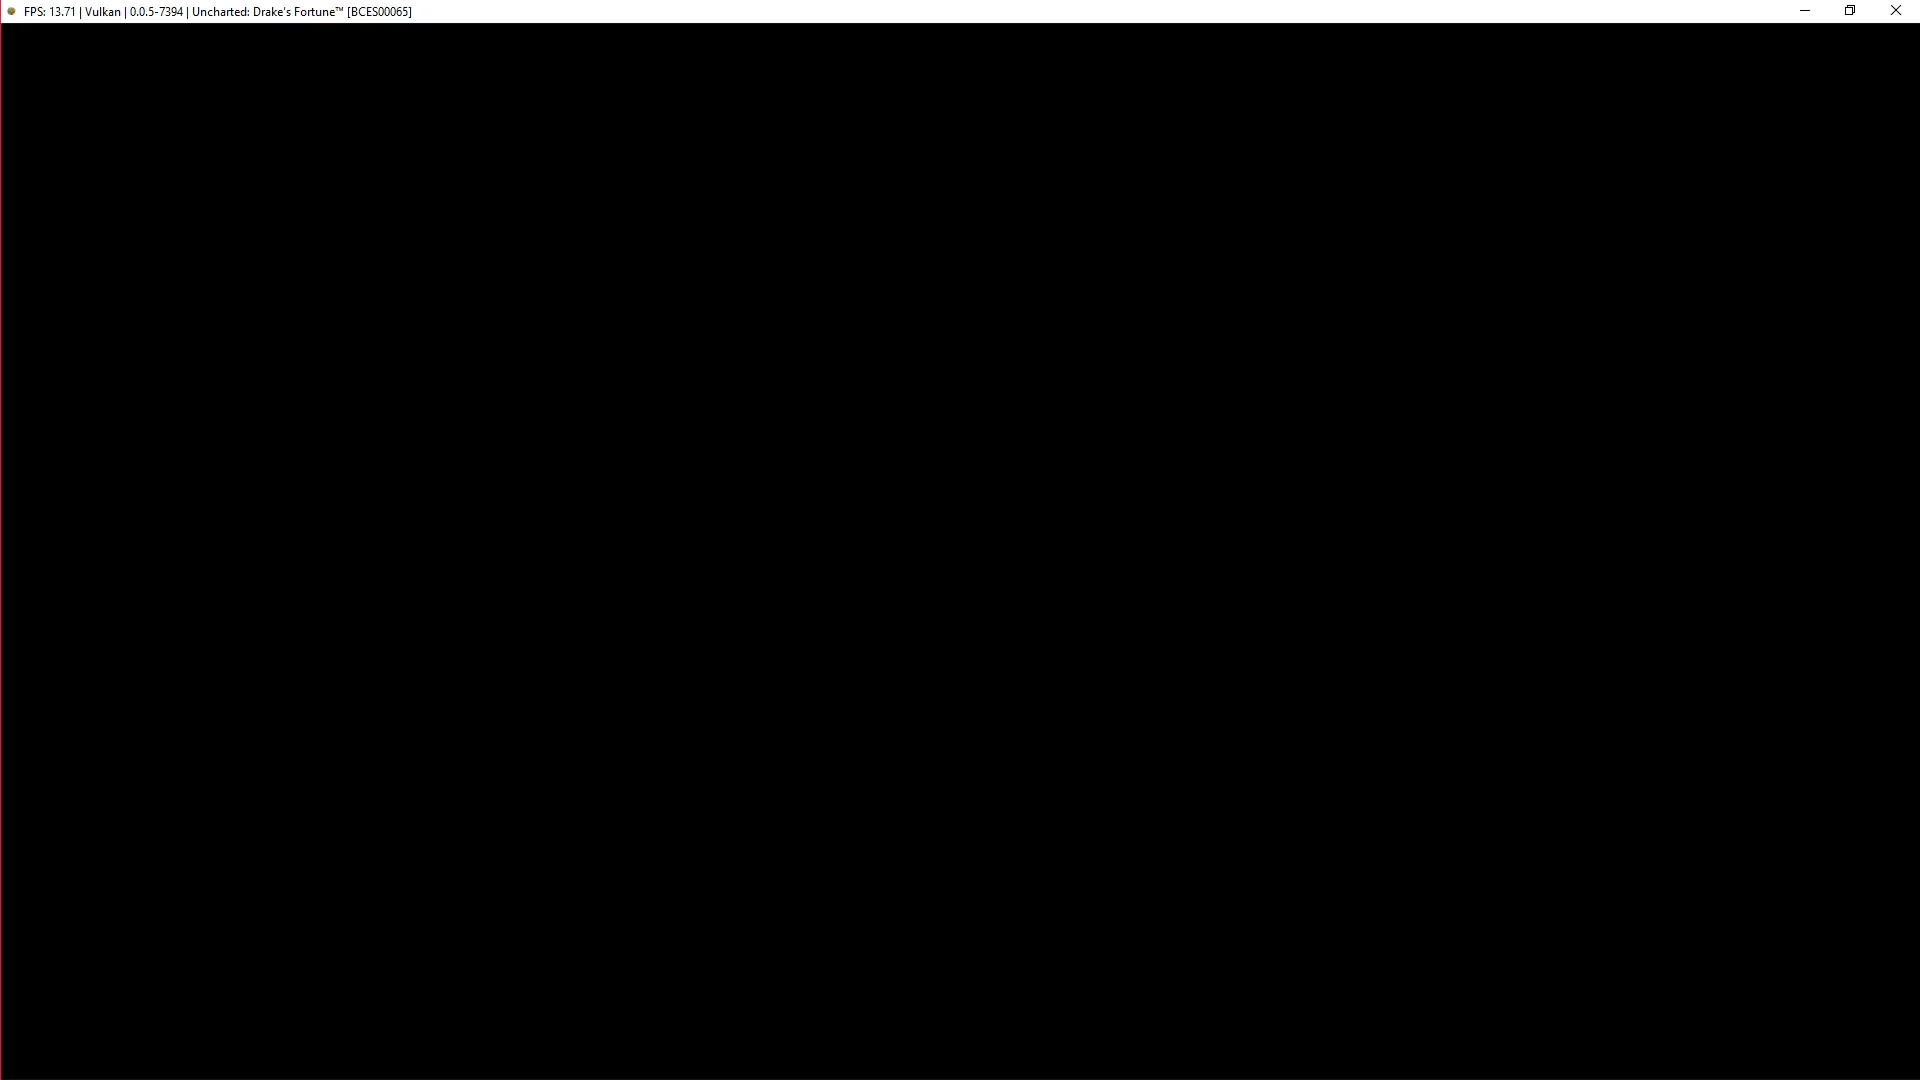 FPS: 13.71 | Vulkan | 0.0.5-7394 | Uncharted: Drake's Fortune™ [BCES00065]